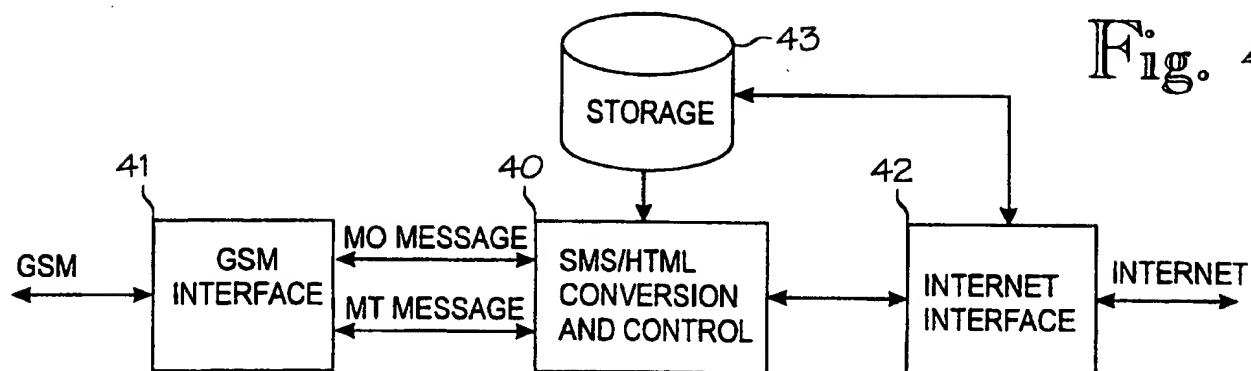 Fig. 4
43
STORAGE
41
40
42
GSM
GSM
INTERFACE
MO MESSAGE
MT MESSAGE
SMS/HTML
CONVERSION
AND CONTROL
INTERNET
INTERFACE
INTERNET